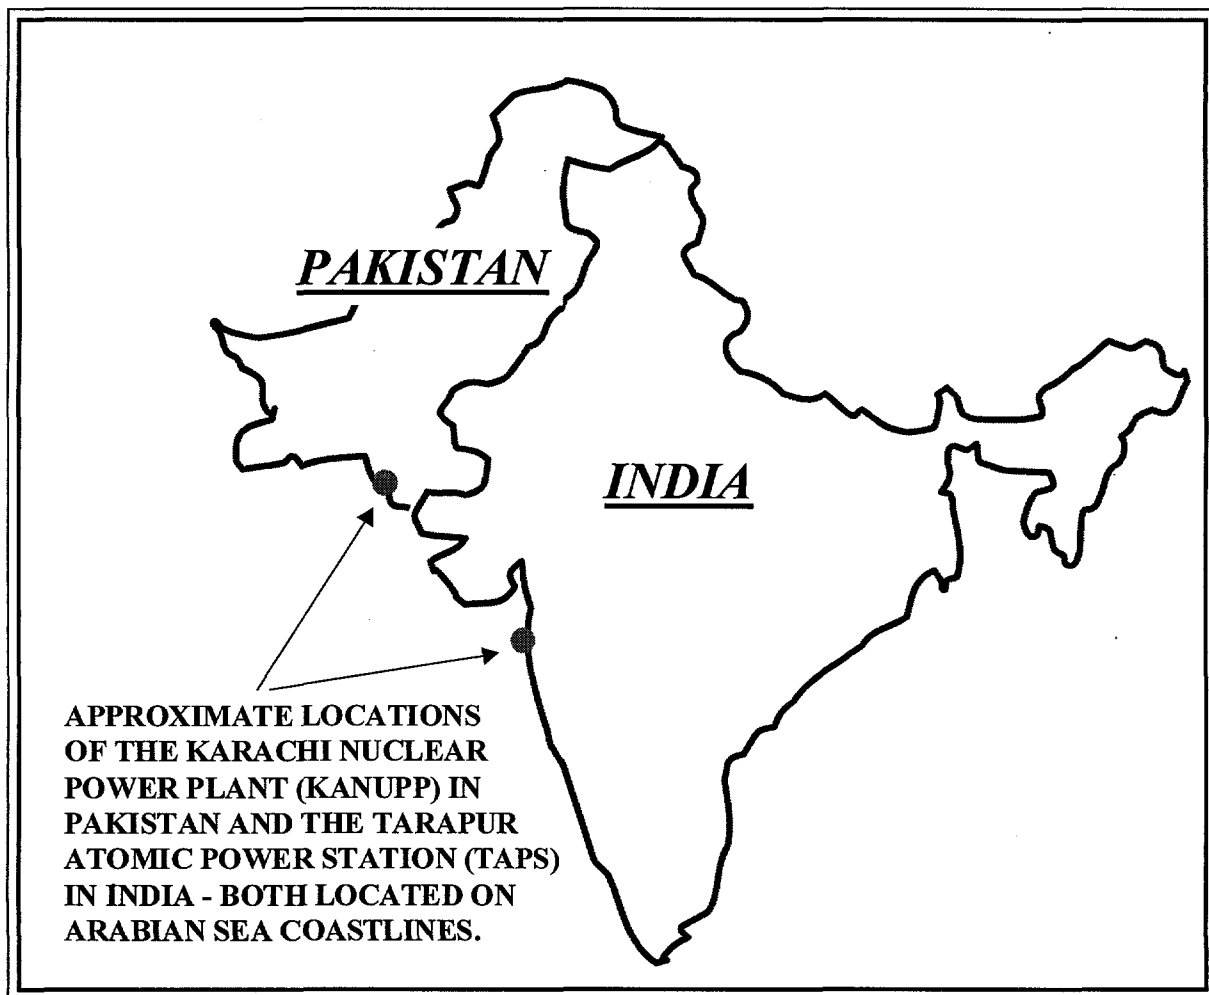 PAKISTAN
INDIA
APPROXIMATE LOCATIONS
OF THE KARACHI NUCLEAR
POWER PLANT (KANUPP) IN
PAKISTAN AND THE TARAPUR
ATOMIC POWER STATION (TAPS)
IN INDIA - BOTH LOCATED ON
ARABIAN SEA COASTLINES.